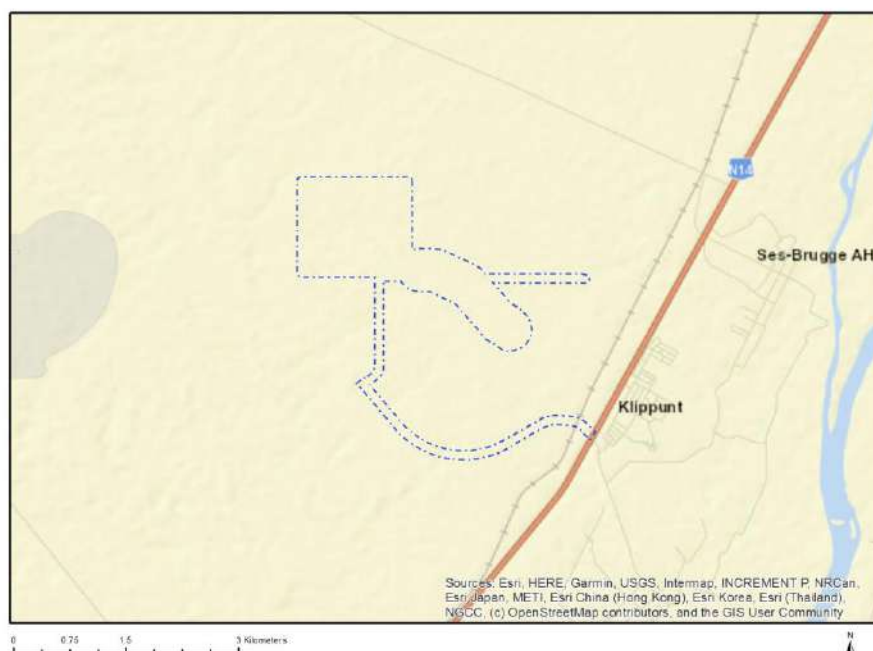 N14
Ses-Brugge AH
Klippunt
Sources: Esri, HERE, Garmin, USGS, Intermap, INCREMENT P, NRCan,
Esri Japan, METI, Esri China (Hong Kong), Esri Korea, Esri (Thailand),
NGCC, (c) OpenStreetMap contributors, and the GIS User Community
0 0.75 1.5 3 Kilometers
N